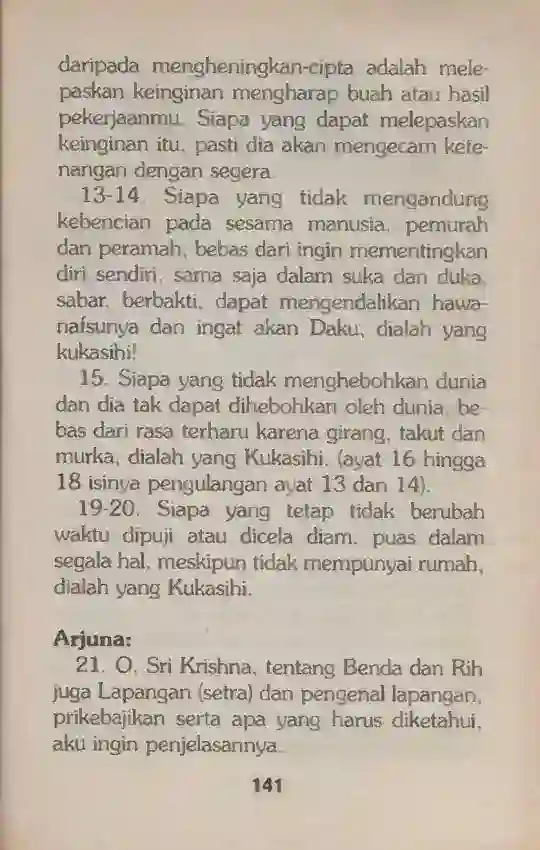 daripada mengheningkan-cipta adalah mele-
paskan keinginan mengharap buah atau hasil
pekerjaanmu. Siapa yang dapat melepaskan
keinginan itu, pasti dia akan mengecam kete-
nangan dengan segera.
13-14. Siapa yang tidak mengandung
kebencian pada sesama manusia, pemurah
dan peramah, bebas dari ingin mementingkan
diri sendiri, sama saja dalam suka dan duka,
sabar, berbakti, dapat mengendalikan hawa-
nafsunya dan ingat akan Daku, dialah yang
kukasihi!
15. Siapa yang tidak menghebohkan dunia
dan dia tak dapat dihebohkan oleh dunia, be-
bas dari rasa terharu karena girang, takut dan
murka, dialah yang Kukasihi. (ayat 16 hingga
18 isinya pengulangan ayat 13 dan 14).
19-20. Siapa yang tetap tidak berubah
waktu dipuji atau dicela diam, puas dalam
segala hal, meskipun tidak mempunyai rumah,
dialah yang Kukasihi.
Arjuna:
21. O, Sri Krishna, tentang Benda dan Rih
juga Lapangan (setra) dan pengenal lapangan,
prikebajikan serta apa yang harus diketahui,
aku ingin penjelasannya.
141